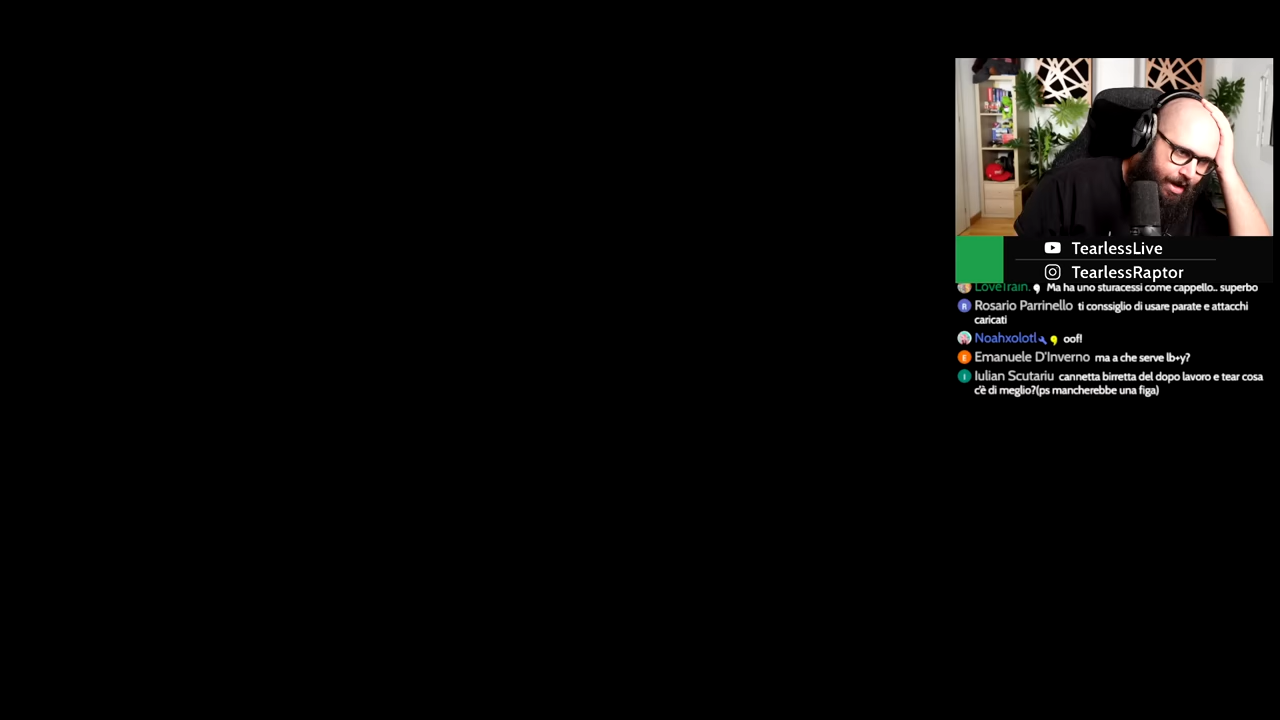 TearlessLive
TearlessRaptor
LoveTrain. Ma ha uno sturacessi come cappello.. superbo
R Rosario Parrinello ti conssiglio di usare parate e attacchi
caricati
Noahxolotl oof!
E Emanuele D'Inverno ma a che serve lb+y?
I Iulian Scutariu cannetta birretta del dopo lavoro e tear cosa
c'è di meglio?(ps mancherebbe una figa)